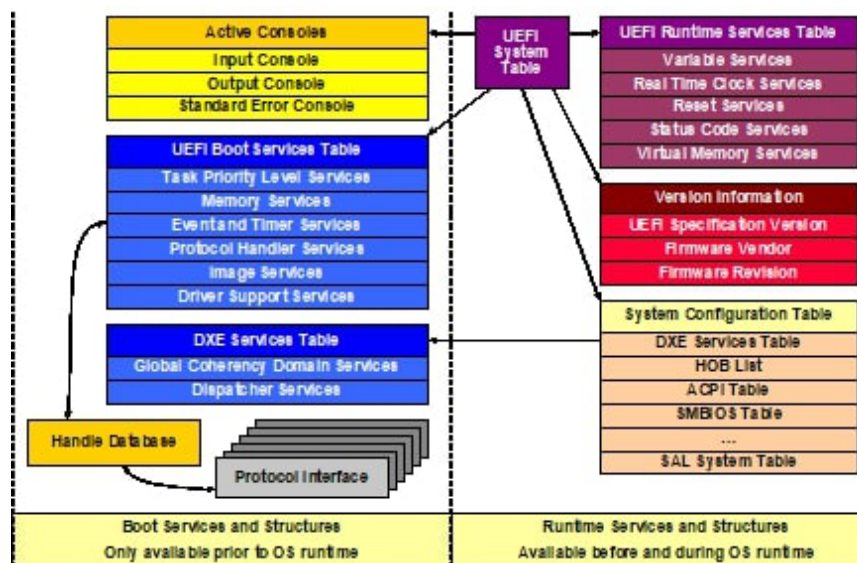 Active Consoles
Input Console
Output Console
Standard Error Console
UEFI
System
Table
UEFI Runtime Services Table
Variable Services
Real Time Clock Services
Reset Services
Status Code Services
Virtual Memory Services
UEFI Boot Services Table
Task Priority Level Services
Memory Services
Event and Timer Services
Protocol Handler Services
Image Services
Driver Support Services
Version Information
UEFI Specification Version
Firmware Vendor
Firmware Revision
DXE Services Table
Global Coherency Domain Services
Dispatcher Services
System Configuration Table
DXE Services Table
HOB List
ACPI Table
SMBIOS Table
...
SAL System Table
Handle Database
Protocol Interface
Boot Services and Structures
Only available prior to OS runtime
Runtime Services and Structures
Available before and during OS runtime